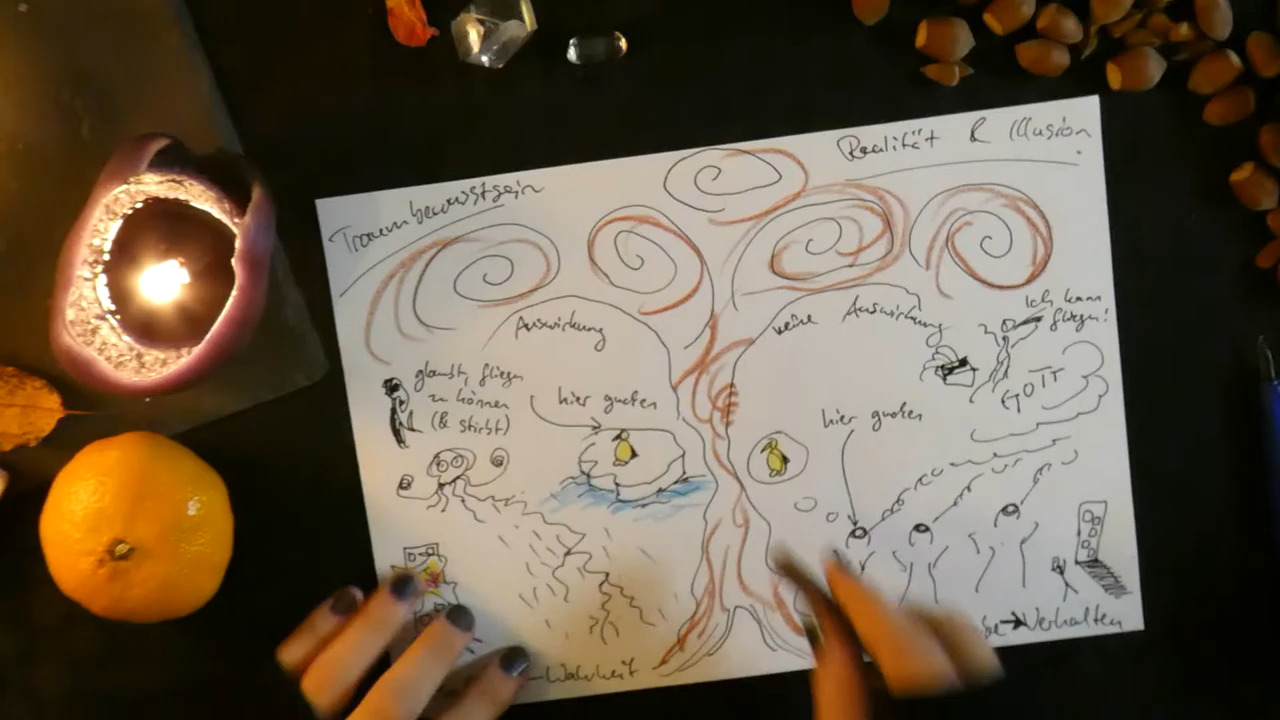 Traumbewusstsein
Realität & Illusion
Auswirkung
keine Auswirkung
Ich kann
fliegen!
glaubt, fliegen
zu können
(& stirbt)
hier gucken
hier gucken
GOTT
→ Verhalten
Wahrheit